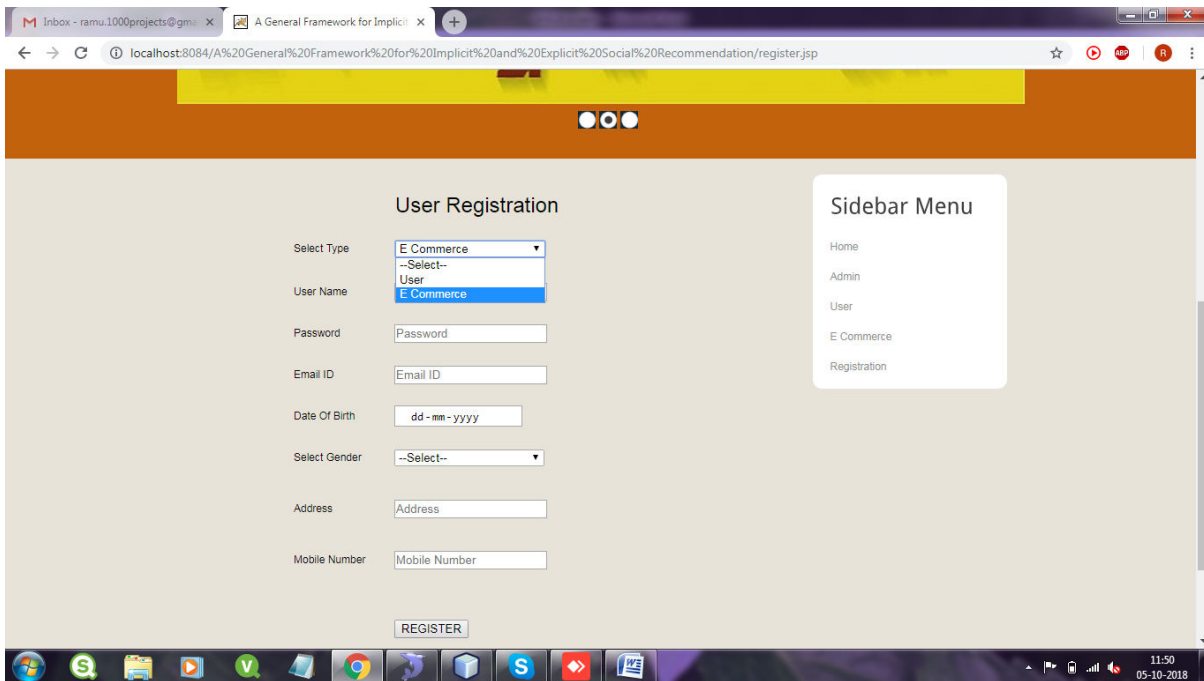 Inbox - ramu.1000projects@gma
A General Framework for Implicit
localhost:8084/A%20General%20Framework%20for%20Implicit%20and%20Explicit%20Social%20Recommendation/register.jsp
ABP
R
User Registration
Select Type
E Commerce
--Select--
User
E Commerce
User Name
Password
Password
Email ID
Email ID
Date Of Birth
dd-mm-yyyy
Select Gender
--Select--
Address
Address
Mobile Number
Mobile Number
REGISTER
Sidebar Menu
Home
Admin
User
E Commerce
Registration
11:50
05-10-2018